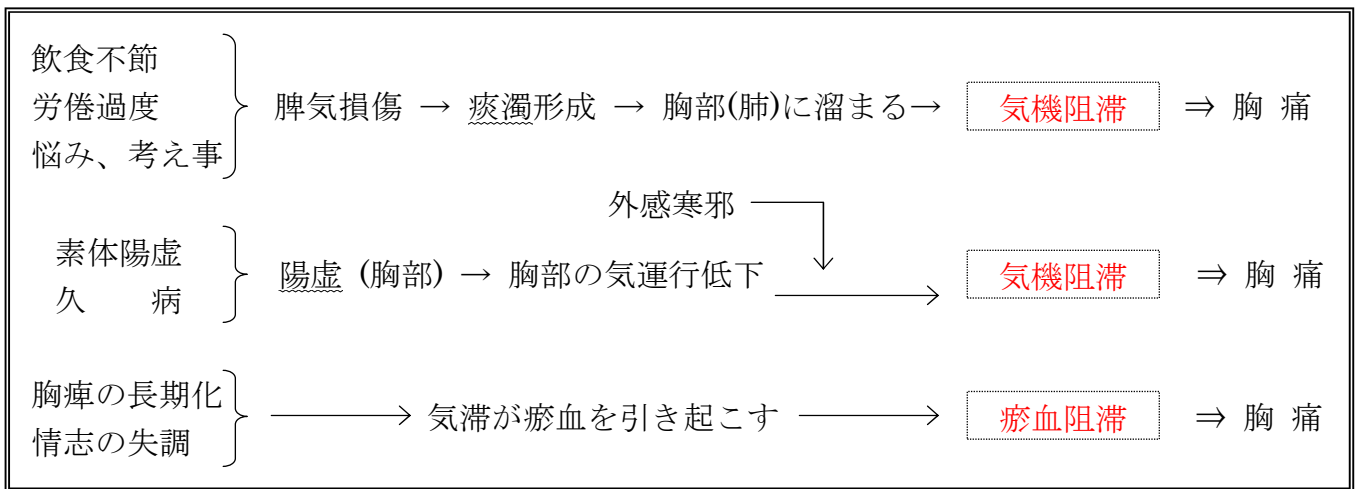 飲食不節
労倦過度 脾気損傷 → 痰濁形成 → 胸部(肺)に溜まる→ 気機阻滞 ⇒ 胸 痛
悩み、考え事
外感寒邪
素体陽虚
陽虚 (胸部) → 胸部の気運行低下 気機阻滞 ⇒ 胸 痛
久 病
胸痺の長期化
気滞が瘀血を引き起こす 瘀血阻滞 ⇒ 胸 痛
情志の失調